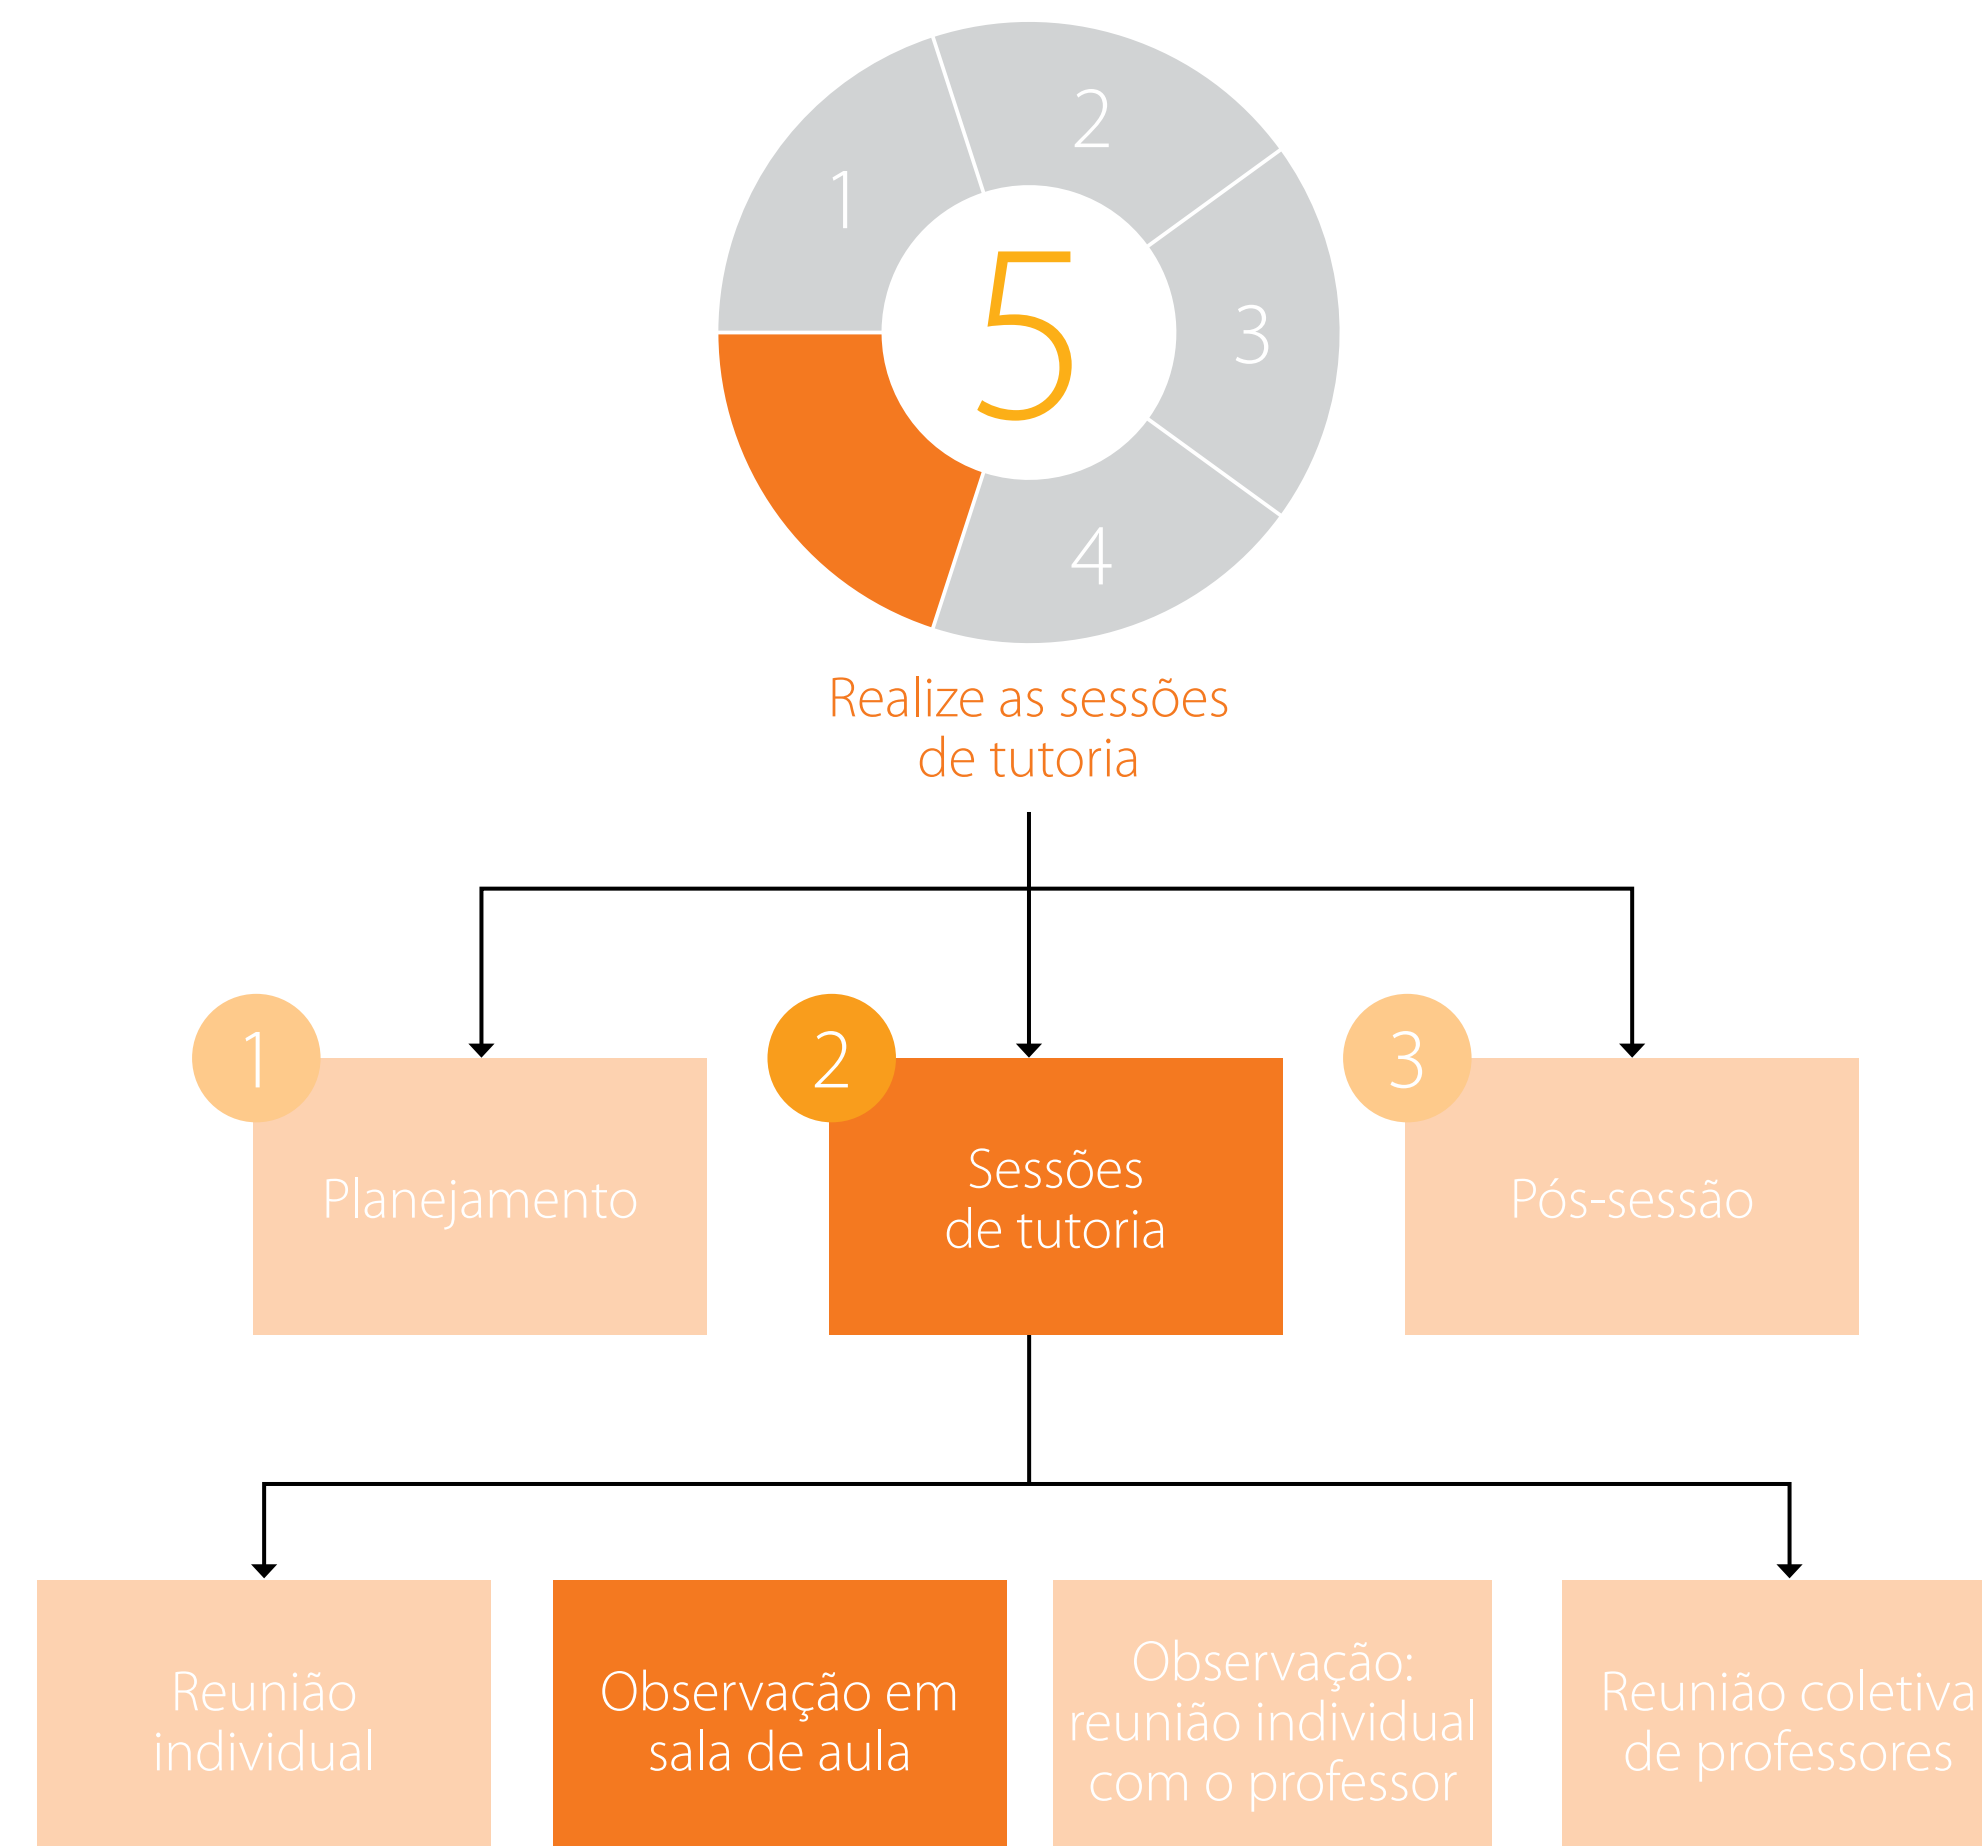 1
2
3
4
5
Realize as sessões
de tutoria
1
Planejamento
2
Sessões
de tutoria
3
Pós-sessão
Reunião
individual
Observação em
sala de aula
Observação:
reunião individual
com o professor
Reunião coletiva
de professores